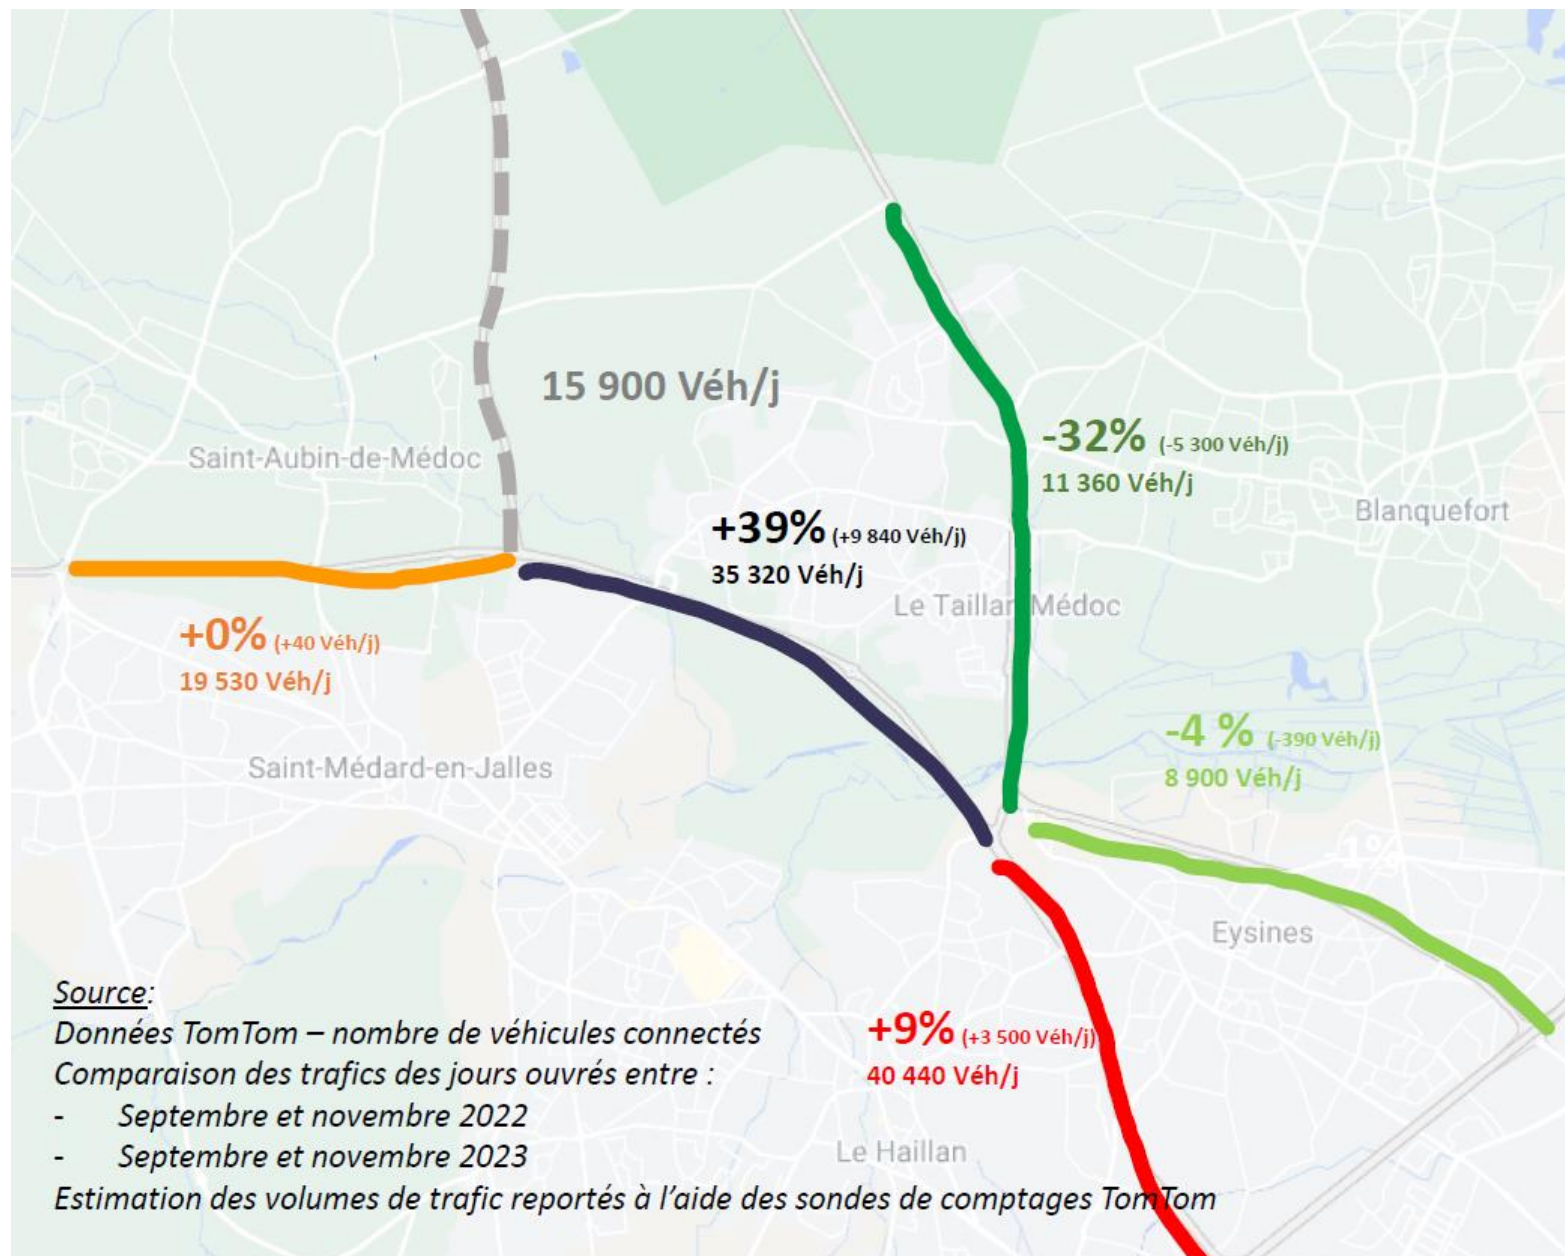 15 900 Véh/j
-32% (-5 300 Véh/j)
11 360 Véh/j
Saint-Aubin-de-Médoc
Blanquefort
+39% (+9 840 Véh/j)
35 320 Véh/j
Le Taillan-Médoc
+0% (+40 Véh/j)
19 530 Véh/j
-4 % (-390 Véh/j)
8 900 Véh/j
Saint-Médard-en-Jalles
-1%
Eysines
Source:
Données TomTom – nombre de véhicules connectés
Comparaison des trafics des jours ouvrés entre :
- Septembre et novembre 2022
- Septembre et novembre 2023
Estimation des volumes de trafic reportés à l’aide des sondes de comptages TomTom
+9% (+3 500 Véh/j)
40 440 Véh/j
Le Haillan